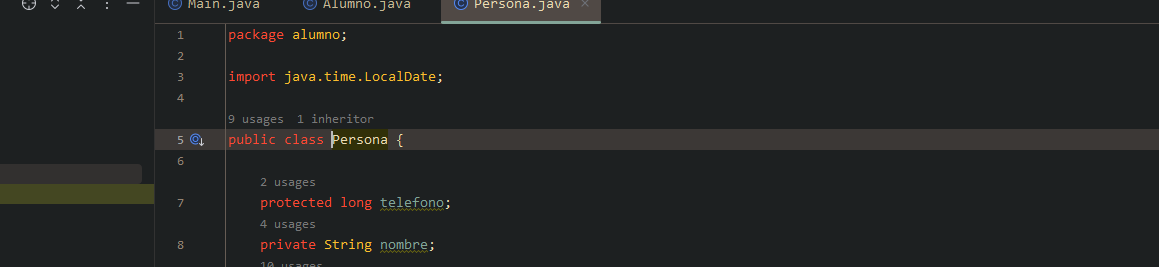 Main.java Alumno.java Persona.java
1 package alumno;
2
3 import java.time.LocalDate;
4
9 usages 1 inheritor
5 public class Persona {
6
2 usages
7 protected long telefono;
4 usages
8 private String nombre;
10 usages